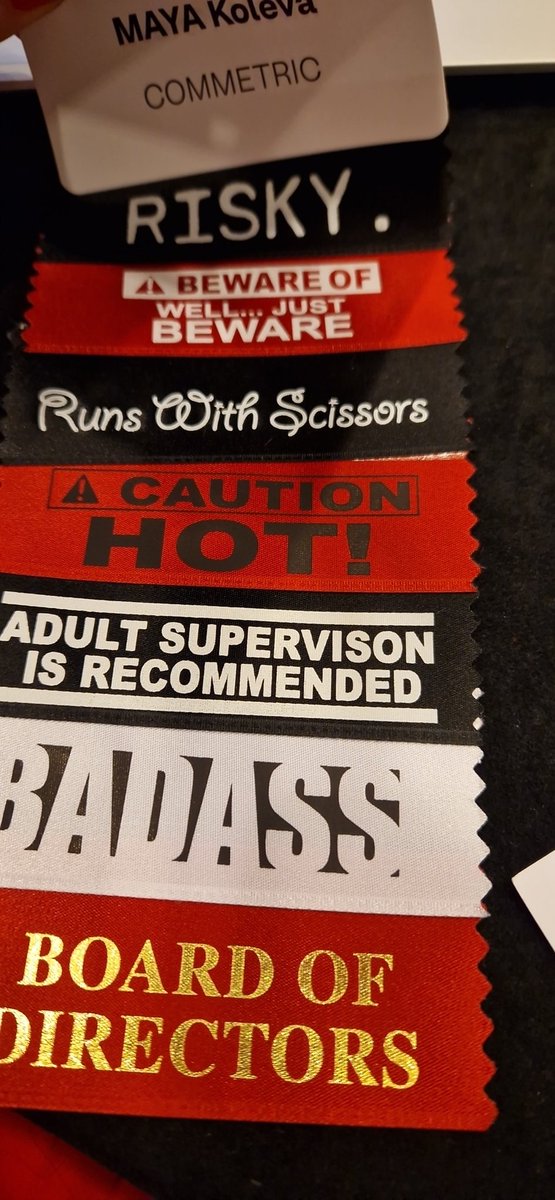 MAYA Koleva
COMMETRIC
RISKY.
BEWARE OF
WELL... JUST
BEWARE
Runs With Scissors
CAUTION
HOT!
ADULT SUPERVISON
IS RECOMMENDED
BADASS
BOARD OF
DIRECTORS